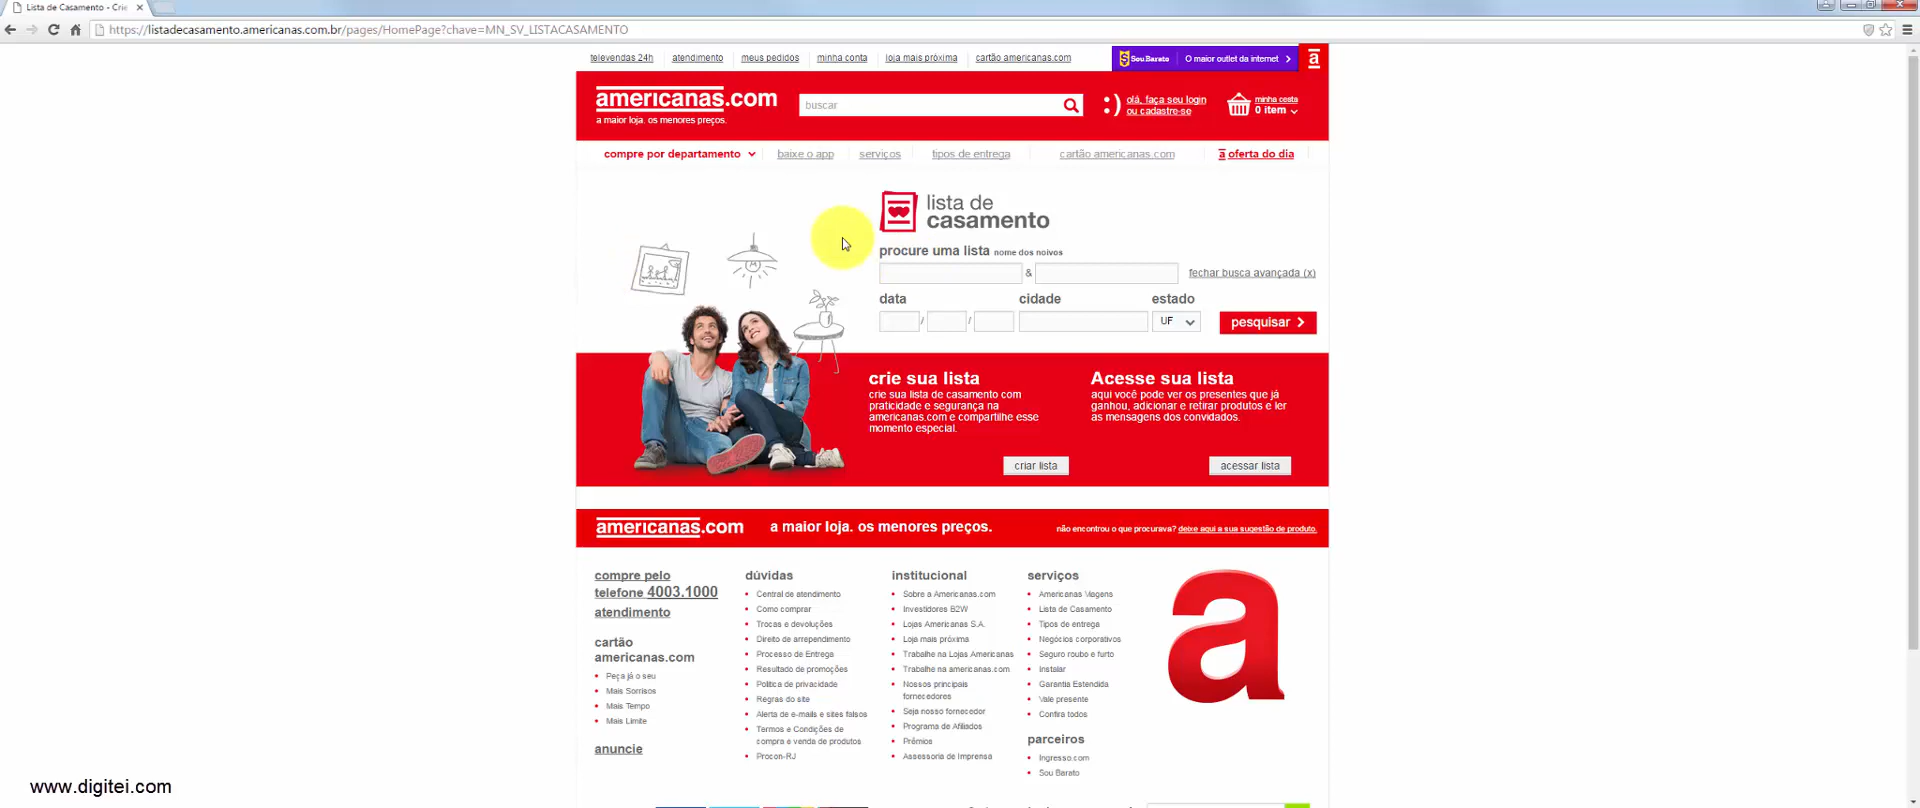 Lista de Casamento - Crie
https://listadecasamento.americanas.com.br/pages/HomePage?chave=MN_SV_LISTACASAMENTO
televendas 24h atendimento meus pedidos minha conta loja mais próxima cartão americanas.com
Sou Barato O maior outlet da internet
a
americanas.com
a maior loja. os menores preços.
buscar
:) olá, faça seu login
ou cadastre-se
minha cesta
0 item
compre por departamento baixe o app serviços tipos de entrega cartão americanas.com a oferta do dia
lista de
casamento
procure uma lista nome dos noivos
& fechar busca avançada (x)
data cidade estado
/ / UF pesquisar
crie sua lista
crie sua lista de casamento com
praticidade e segurança na
americanas.com e compartilhe esse
momento especial.
criar lista
Acesse sua lista
aqui você pode ver os presentes que já
ganhou, adicionar e retirar produtos e ler
as mensagens dos convidados.
acessar lista
americanas.com a maior loja. os menores preços. não encontrou o que procurava? deixe aqui a sua sugestão de produto.
compre pelo
telefone 4003.1000
atendimento
cartão
americanas.com
Peça já o seu
Mais Sorrisos
Mais Tempo
Mais Limite
anuncie
dúvidas
Central de atendimento
Como comprar
Trocas e devoluções
Direito de arrependimento
Processo de Entrega
Resultado de promoções
Política de privacidade
Regras do site
Alerta de e-mails e sites falsos
Termos e Condições de
compra e venda de produtos
Procon-RJ
institucional
Sobre a Americanas.com
Investidores B2W
Lojas Americanas S.A.
Loja mais próxima
Trabalhe na Lojas Americanas
Trabalhe na americanas.com
Nossos principais
fornecedores
Seja nosso fornecedor
Programa de Afiliados
Prêmios
Assessoria de Imprensa
serviços
Americanas Viagens
Lista de Casamento
Tipos de entrega
Negócios corporativos
Seguro roubo e furto
Instalar
Garantia Estendida
Vale presente
Confira todos
parceiros
Ingresso.com
Sou Barato
a
www.digitei.com